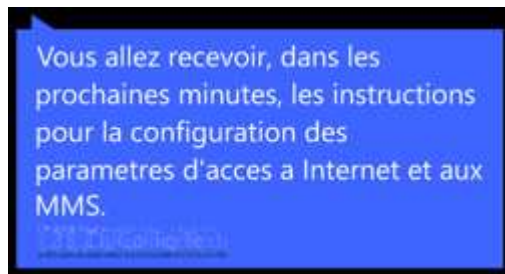 Vous allez recevoir, dans les
prochaines minutes, les instructions
pour la configuration des
parametres d'acces a Internet et aux
MMS.